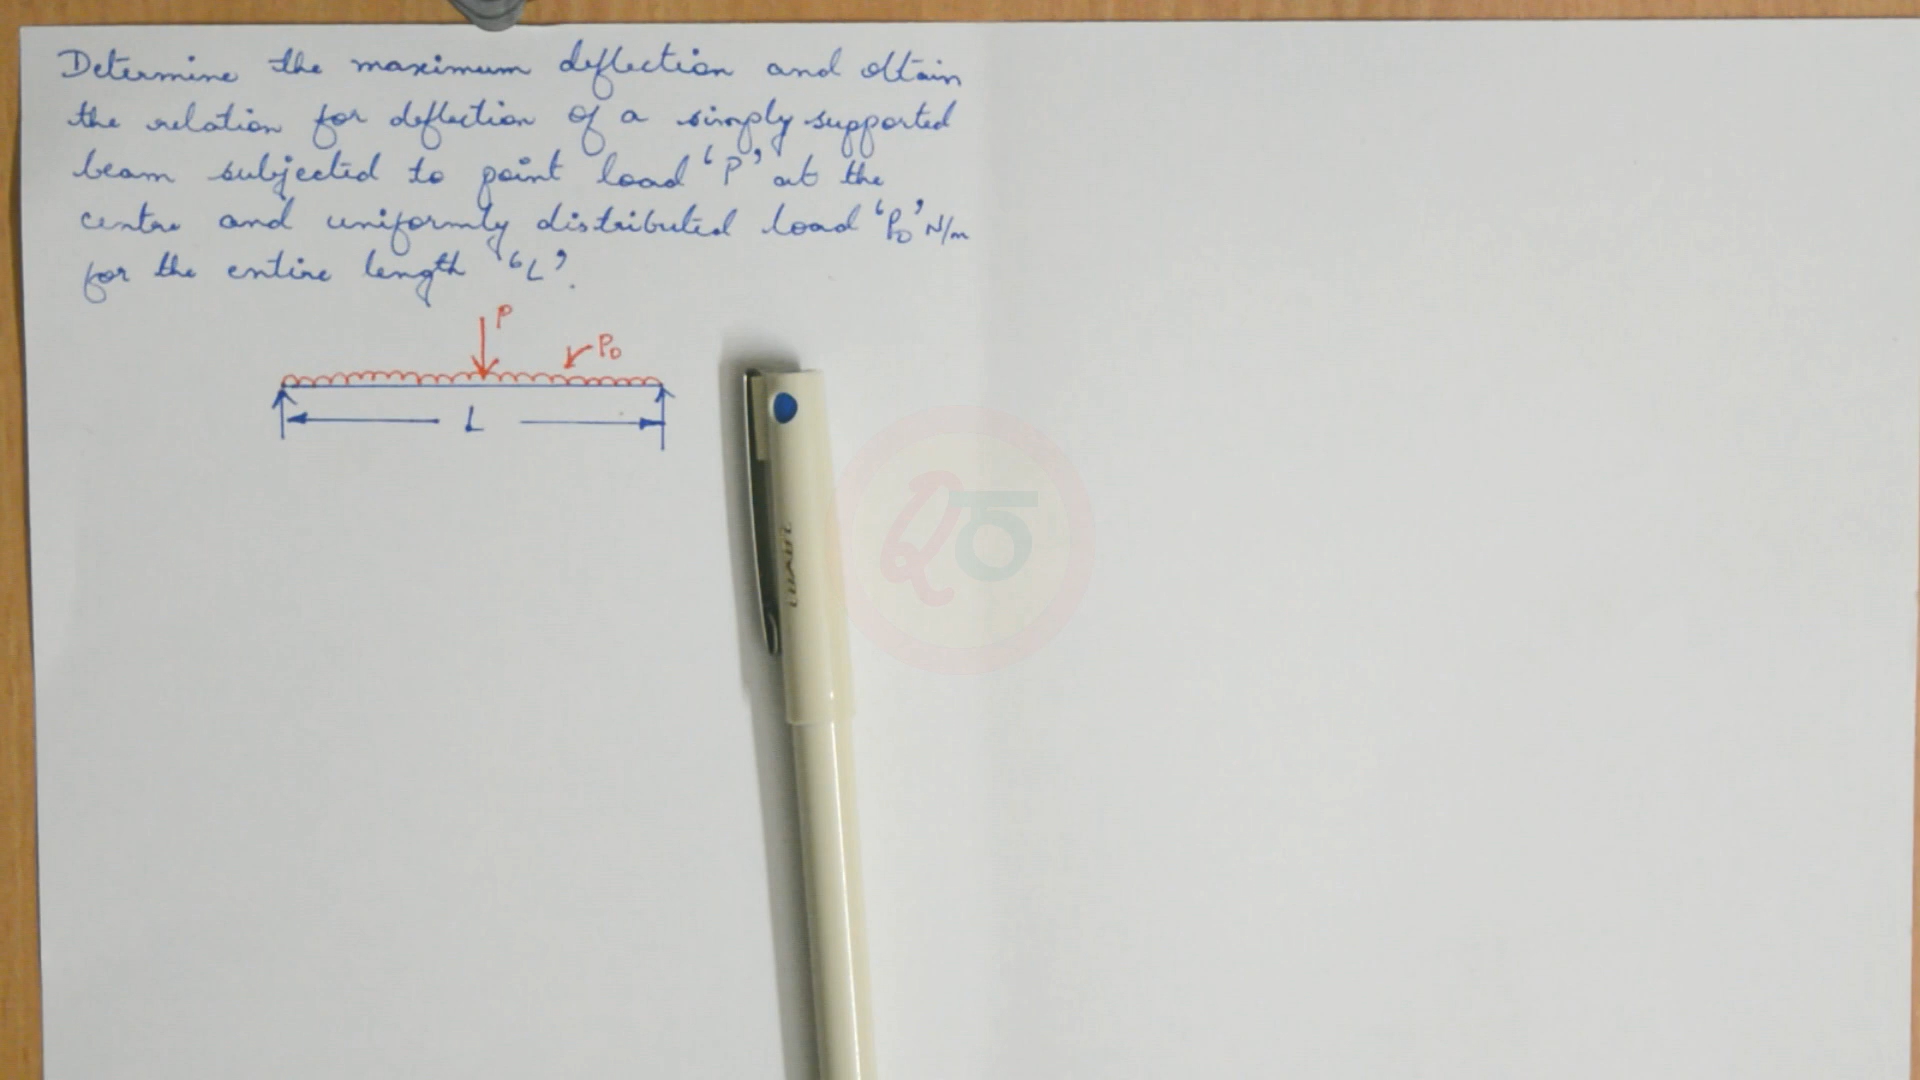 Determine the maximum deflection and obtain
the relation for deflection of a simply supported
beam subjected to point load 'P' at the
centre and uniformly distributed load 'P₀' N/m
for the entire length 'L'.
P
P₀
L
LUXOR